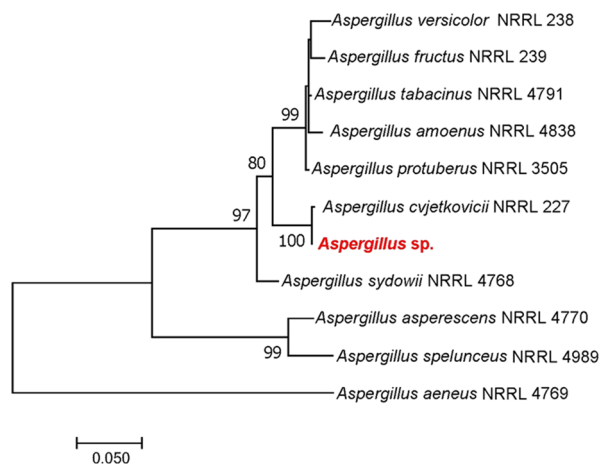 Aspergillus versicolor NRRL 238
Aspergillus fructus NRRL 239
Aspergillus tabacinus NRRL 4791
99
Aspergillus amoenus NRRL 4838
80
Aspergillus protuberus NRRL 3505
97
Aspergillus cvjetkovicii NRRL 227
100
Aspergillus sp.
Aspergillus sydowii NRRL 4768
Aspergillus asperescens NRRL 4770
99
Aspergillus spelunceus NRRL 4989
Aspergillus aeneus NRRL 4769
0.050